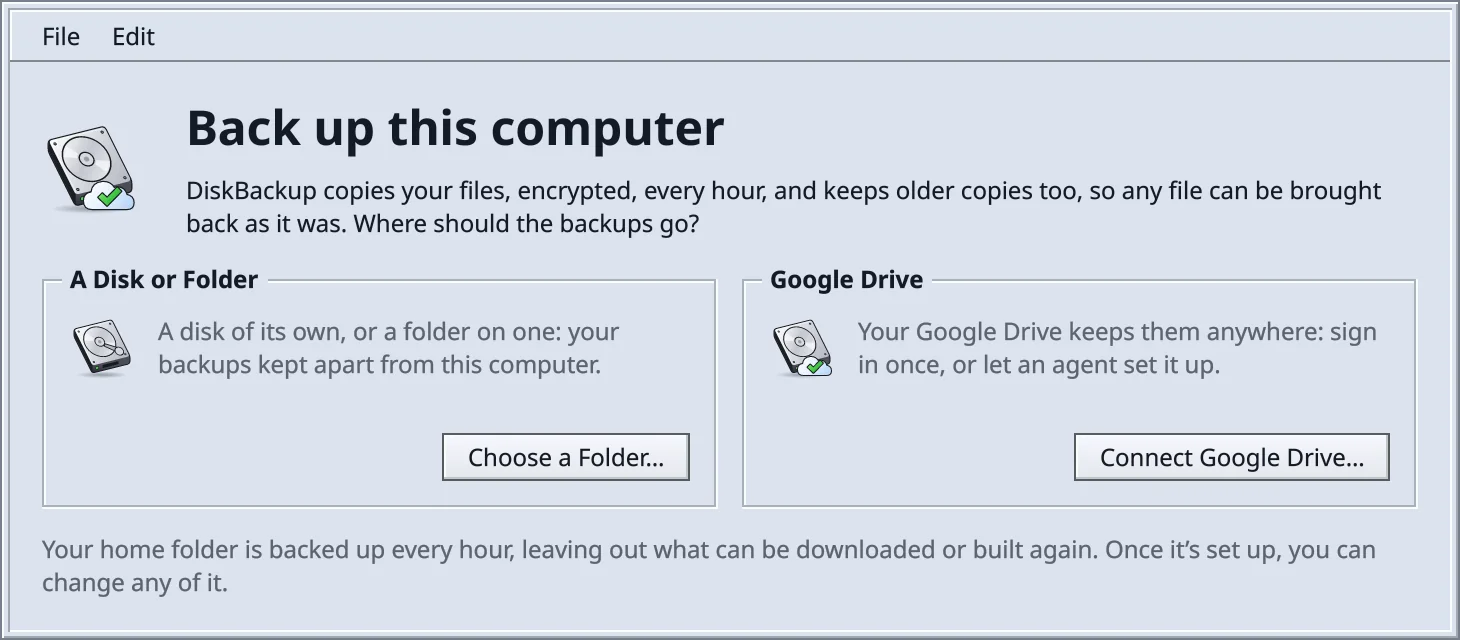 File Edit
Back up this computer
DiskBackup copies your files, encrypted, every hour, and keeps older copies too, so any file can be brought
back as it was. Where should the backups go?
A Disk or Folder
A disk of its own, or a folder on one: your
backups kept apart from this computer.
Choose a Folder...
Google Drive
Your Google Drive keeps them anywhere: sign
in once, or let an agent set it up.
Connect Google Drive...
Your home folder is backed up every hour, leaving out what can be downloaded or built again. Once it’s set up, you can
change any of it.